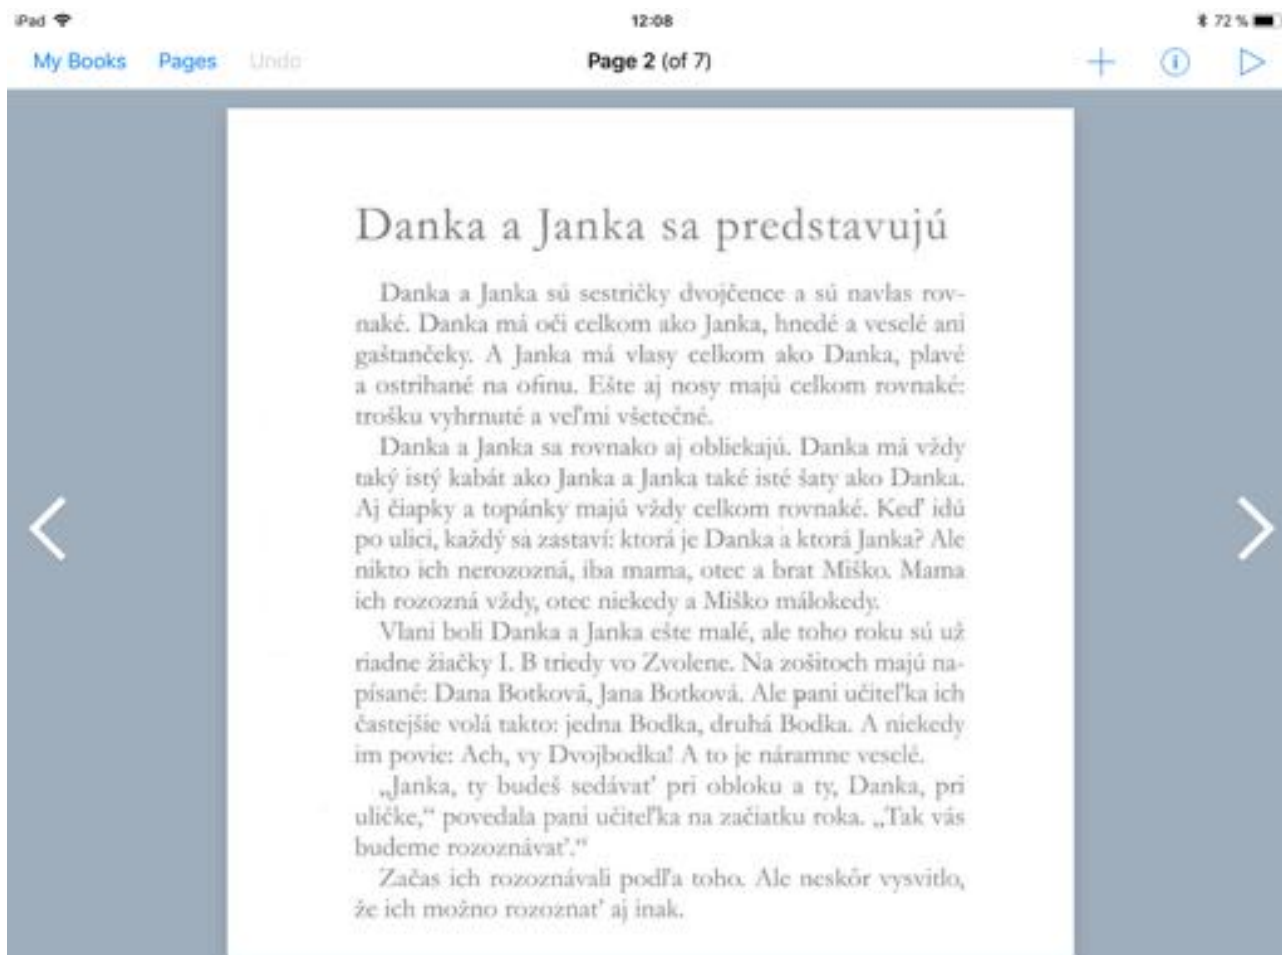 iPad 12:08 72 %
My Books Pages Undo Page 2 (of 7)
Danka a Janka sa predstavujú
Danka a Janka sú sestričky dvojčence a sú navlas rov-
naké. Danka má oči celkom ako Janka, hnedé a veselé ani
gaštančeky. A Janka má vlasy celkom ako Danka, plavé
a ostrihané na ofinu. Ešte aj nosy majú celkom rovnaké:
trošku vyhrnuté a veľmi všetečné.
Danka a Janka sa rovnako aj obliekajú. Danka má vždy
taký istý kabát ako Janka a Janka také isté šaty ako Danka.
Aj čiapky a topánky majú vždy celkom rovnaké. Keď idú
po ulici, každý sa zastaví: ktorá je Danka a ktorá Janka? Ale
nikto ich nerozozná, iba mama, otec a brat Miško. Mama
ich rozozná vždy, otec niekedy a Miško málokedy.
Vlani boli Danka a Janka ešte malé, ale toho roku sú už
riadne žiačky I. B triedy vo Zvolene. Na zošitoch majú na-
písané: Dana Botková, Jana Botková. Ale pani učiteľka ich
častejšie volá takto: jedna Bodka, druhá Bodka. A niekedy
im povie: Ach, vy Dvojbodka! A to je náramne veselé.
„Janka, ty budeš sedávať pri obloku a ty, Danka, pri
uličke,“ povedala pani učiteľka na začiatku roka. „Tak vás
budeme rozoznávať.“
Začas ich rozoznávali podľa toho. Ale neskôr vysvitlo,
že ich možno rozoznať aj inak.